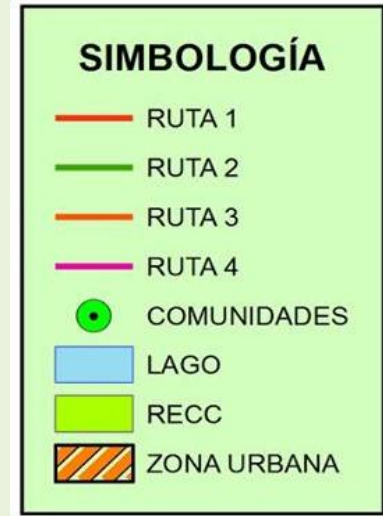 SIMBOLOGÍA
RUTA 1
RUTA 2
RUTA 3
RUTA 4
COMUNIDADES
LAGO
RECC
ZONA URBANA